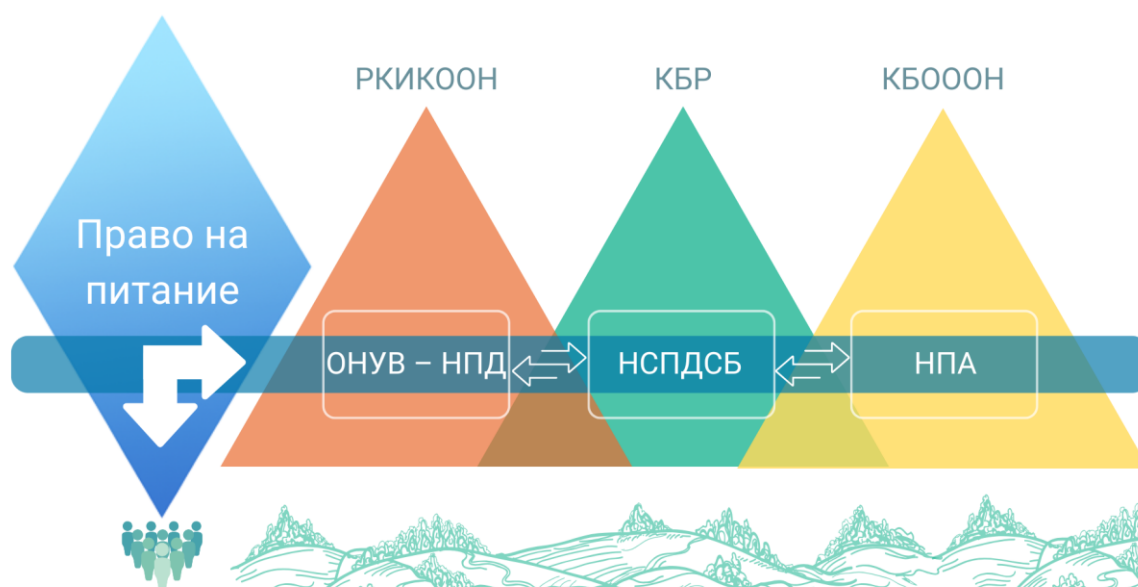 РКИКООН
КБР
КБОООН
Право на
питание
ОНУВ – НПД
НСПДСБ
НПА